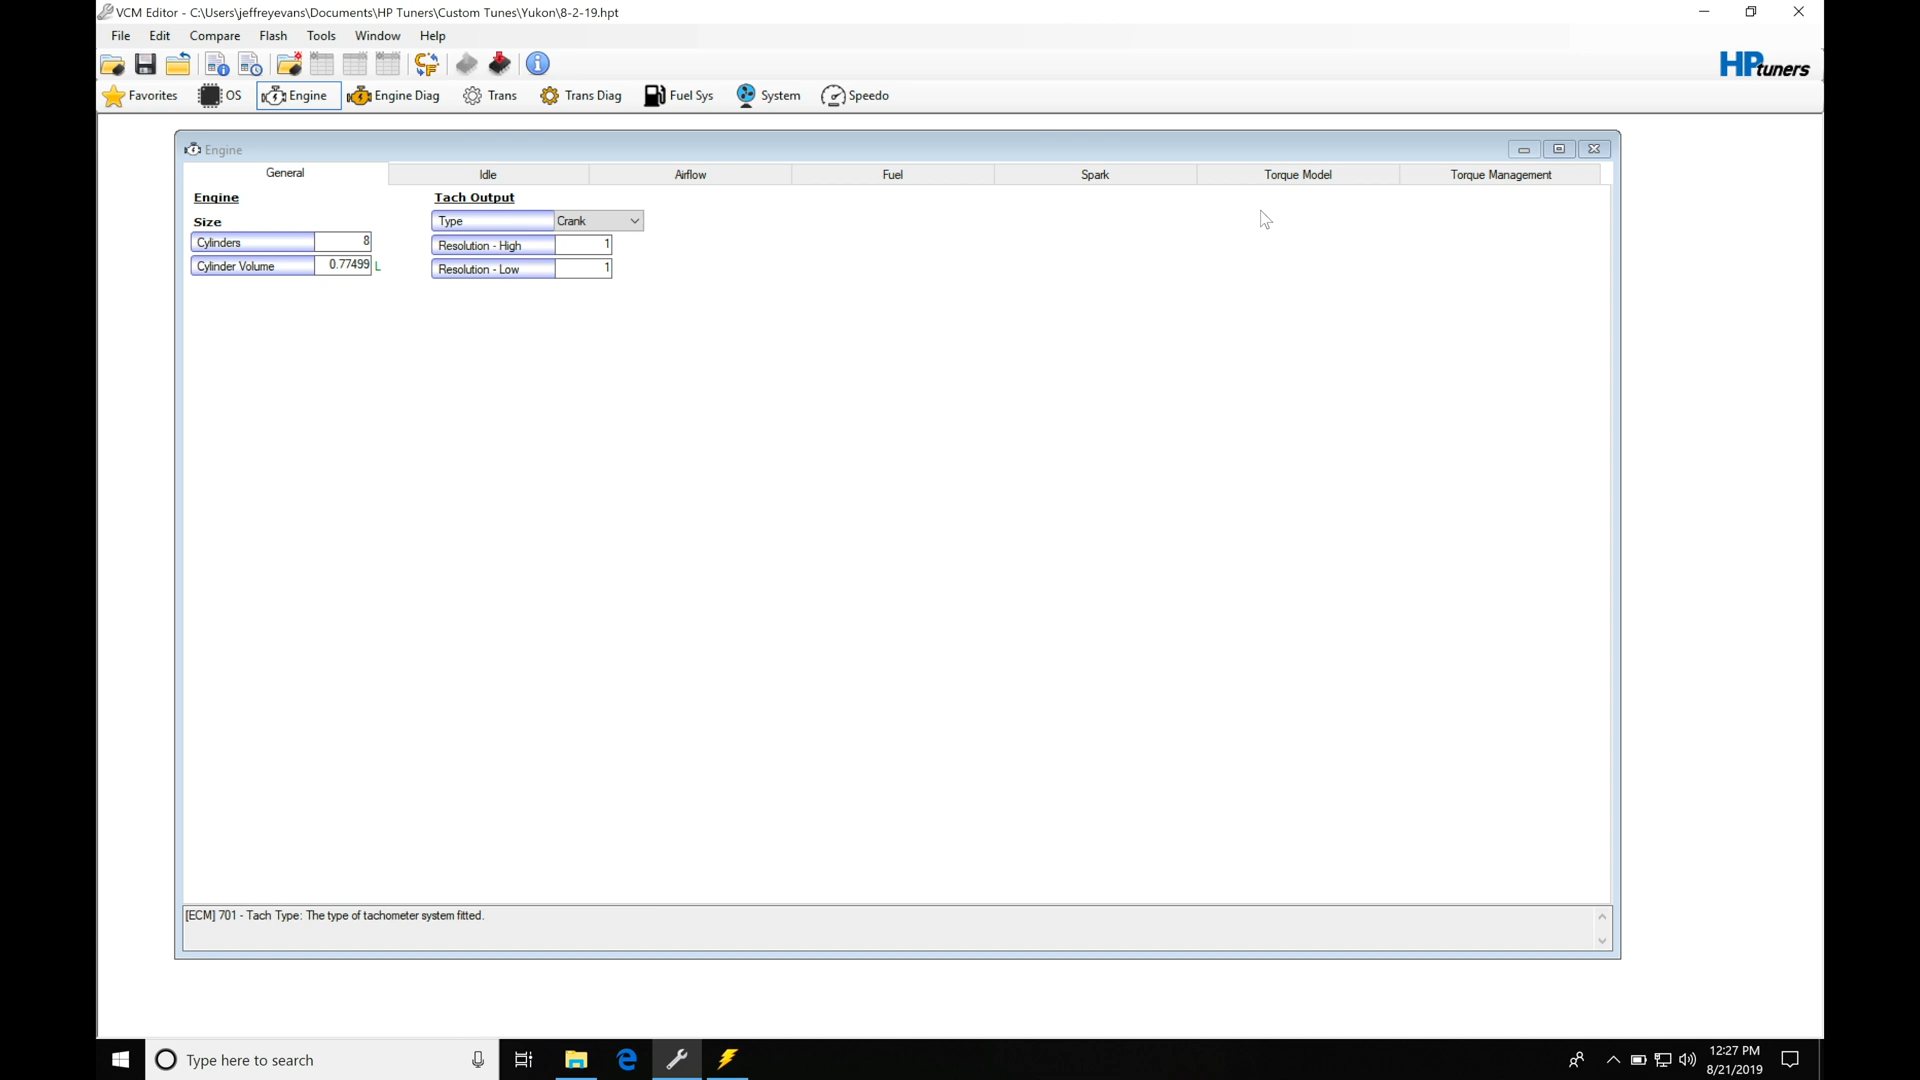 VCM Editor - C:\Users\jeffreyevans\Documents\HP Tuners\Custom Tunes\Yukon\8-2-19.hpt
File Edit Compare Flash Tools Window Help
HPtuners
Favorites OS Engine Engine Diag Trans Trans Diag Fuel Sys System Speedo
Engine
General Idle Airflow Fuel Spark Torque Model Torque Management
Engine Tach Output
Size Type Crank
Cylinders 8 Resolution - High 1
Cylinder Volume 0.77499 L Resolution - Low 1
[ECM] 701 - Tach Type: The type of tachometer system fitted.
Type here to search
12:27 PM
8/21/2019